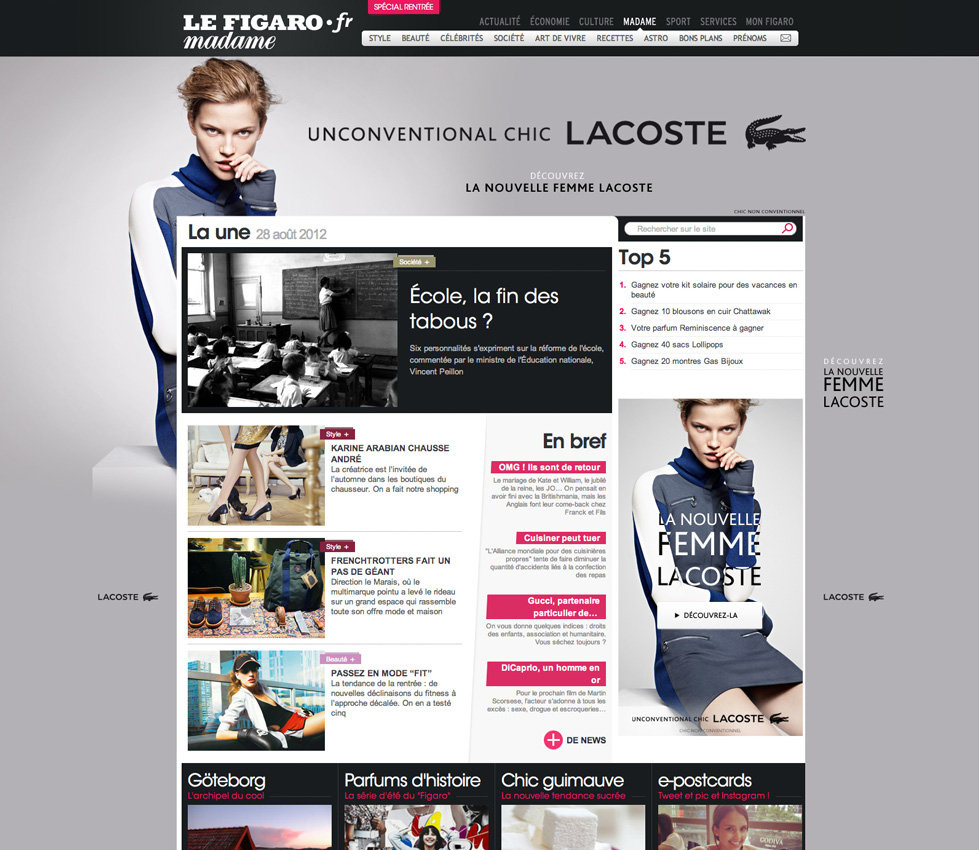 SPÉCIAL RENTRÉE
LE FIGARO·fr
madame
ACTUALITÉ ÉCONOMIE CULTURE MADAME SPORT SERVICES MON FIGARO
STYLE BEAUTÉ CÉLÉBRITÉS SOCIÉTÉ ART DE VIVRE RECETTES ASTRO BONS PLANS PRÉNOMS
UNCONVENTIONAL CHIC LACOSTE
DÉCOUVREZ
LA NOUVELLE FEMME LACOSTE
CHIC NON CONVENTIONNEL
La une 28 août 2012
Société +
École, la fin des
tabous ?
Six personnalités s'expriment sur la réforme de l'école,
commentée par le ministre de l'Éducation nationale,
Vincent Peillon
Rechercher sur le site
Top 5
1. Gagnez votre kit solaire pour des vacances en
beauté
2. Gagnez 10 blousons en cuir Chattawak
3. Votre parfum Reminiscence à gagner
4. Gagnez 40 sacs Lollipops
5. Gagnez 20 montres Gas Bijoux
DÉCOUVREZ
LA NOUVELLE
FEMME
LACOSTE
Style +
KARINE ARABIAN CHAUSSE
ANDRÉ
La créatrice est l'invitée de
l'automne dans les boutiques du
chausseur. On a fait notre shopping
Style +
FRENCHTROTTERS FAIT UN
PAS DE GÉANT
Direction le Marais, où le
multimarque pointu a levé le rideau
sur un grand espace qui rassemble
toute son offre mode et maison
Beauté +
PASSEZ EN MODE “FIT”
La tendance de la rentrée : de
nouvelles déclinaisons du fitness à
l'approche décalée. On en a testé
cinq
En bref
OMG ! Ils sont de retour
Le mariage de Kate et William, le jubilé
de la reine, les JO... On pensait en
avoir fini avec la Britishmania, mais les
Anglais font leur come-back chez
Franck et Fils
Cuisiner peut tuer
"L'Alliance mondiale pour des cuisinières
propres" tente de faire diminuer la
quantité d'accidents liés à la confection
des repas
Gucci, partenaire
particulier de...
On vous donne quelques indices : droits
des enfants, association et humanitaire.
Vous séchez toujours ?
DiCaprio, un homme en
or
Pour le prochain film de Martin
Scorsese, l'acteur s'adonne à tous les
excès : sexe, drogue et escroqueries...
+ DE NEWS
LA NOUVELLE
FEMME
LACOSTE
DÉCOUVREZ-LA
UNCONVENTIONAL CHIC LACOSTE
CHIC NON CONVENTIONNEL
LACOSTE
LACOSTE
Göteborg
L'archipel du cool
Parfums d'histoire
La série d'été du "Figaro"
Chic guimauve
La nouvelle tendance sucrée
e-postcards
Tweet et pic et Instagram !
GODIVA